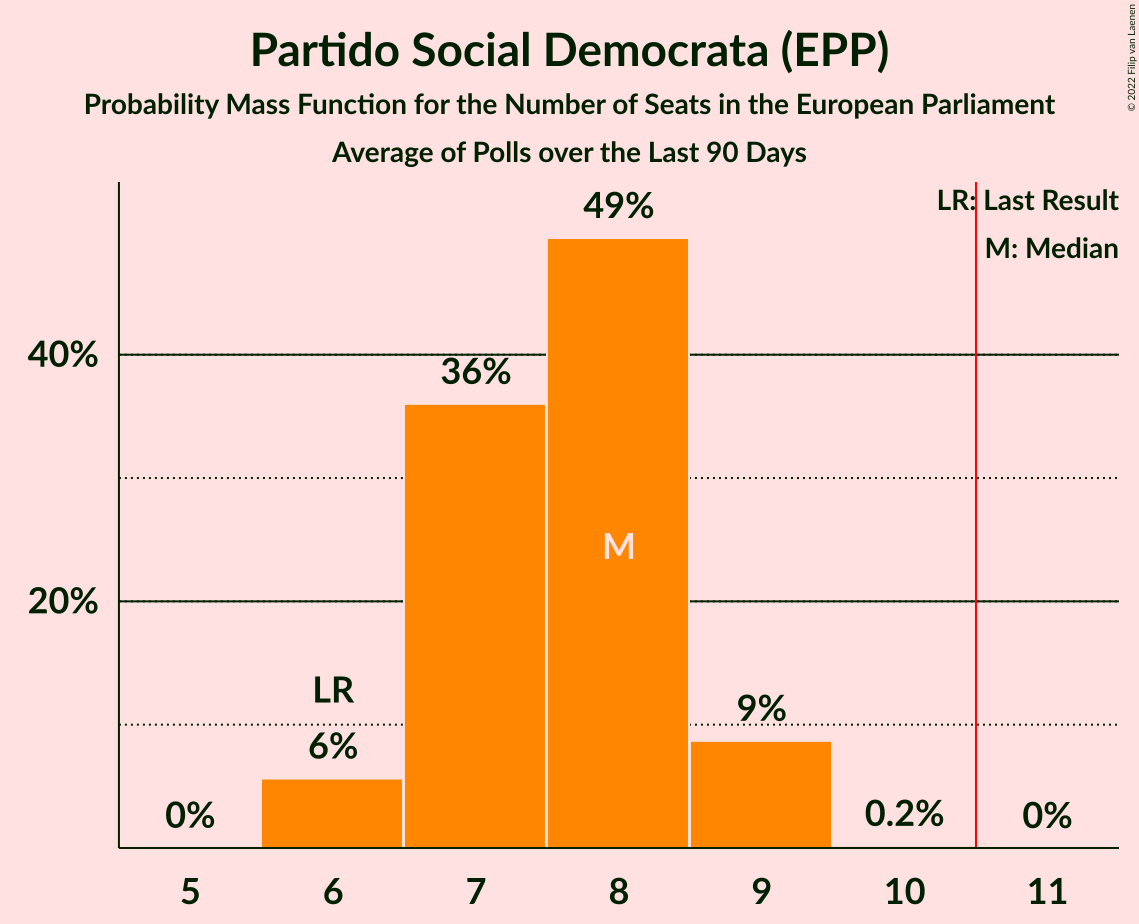 Partido Social Democrata (EPP)
Probability Mass Function for the Number of Seats in the European Parliament
Average of Polls over the Last 90 Days
© 2022 Filip van Laenen
LR: Last Result
M: Median
49%
40%
36%
M
20%
LR
9%
6%
0%
0.2%
0%
5 6 7 8 9 10 11